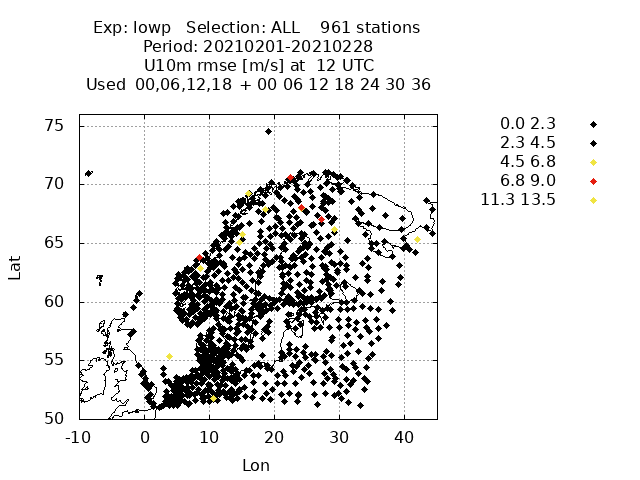 Exp: lowp Selection: ALL 961 stations
Period: 20210201-20210228
U10m rmse [m/s] at 12 UTC
Used 00,06,12,18 + 00 06 12 18 24 30 36
75
70
65
60
55
50
Lat
-10 0 10 20 30 40
Lon
0.0 2.3
2.3 4.5
4.5 6.8
6.8 9.0
11.3 13.5